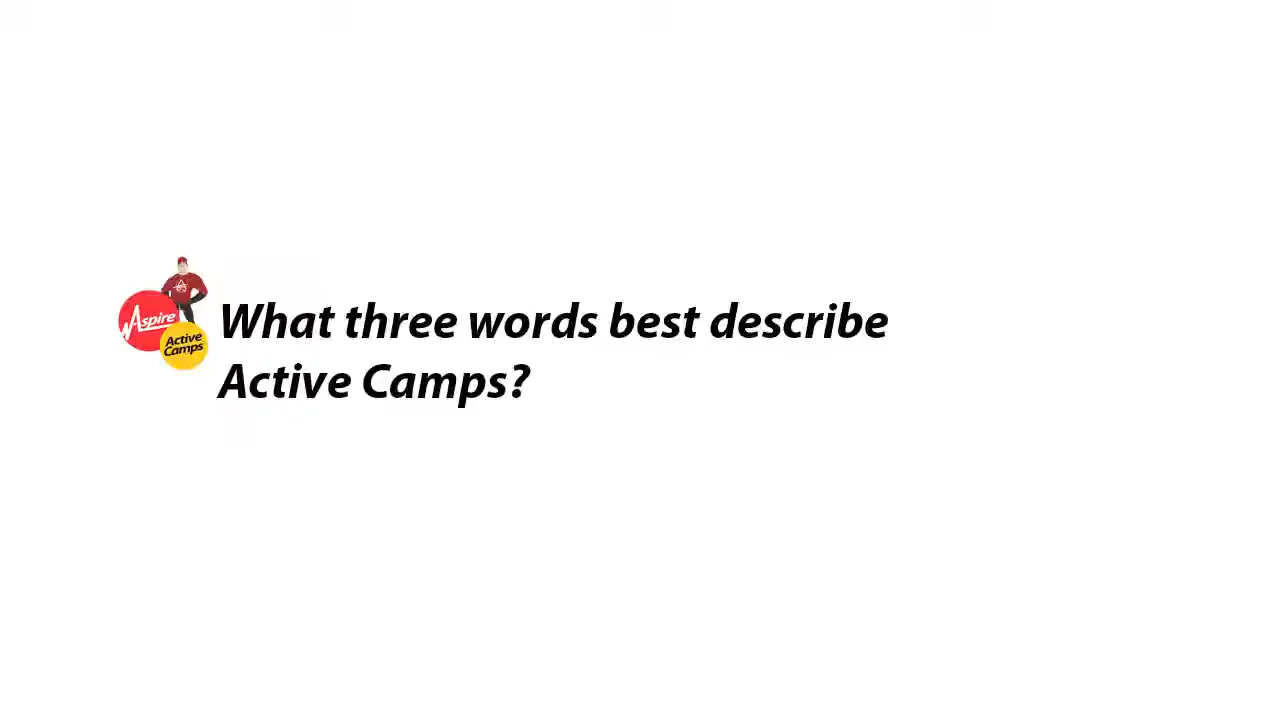 Aspire
Active
Camps
What three words best describe
Active Camps?